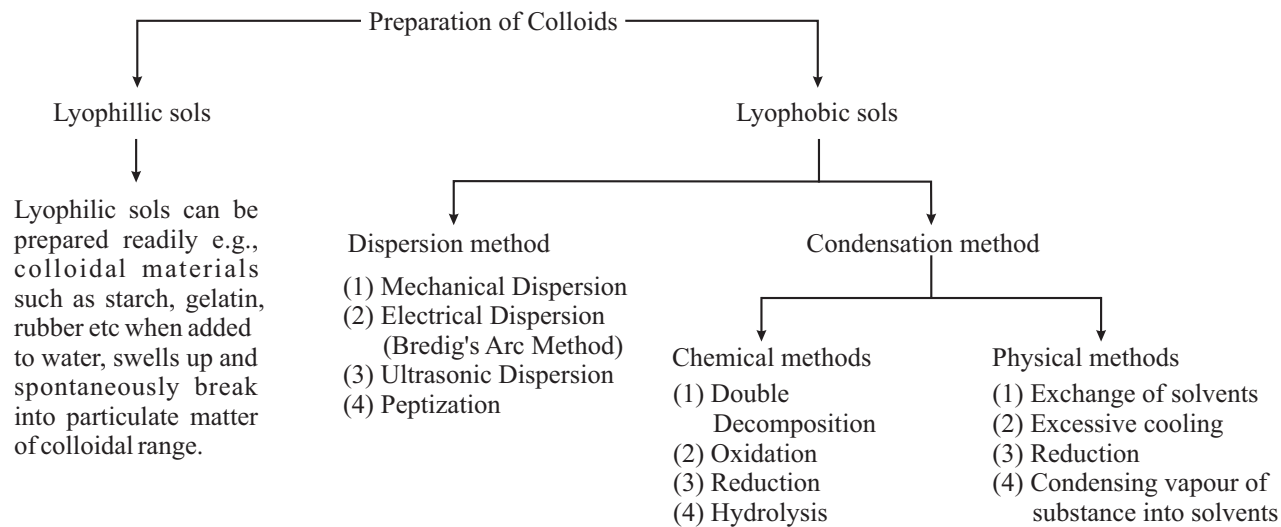 Preparation of Colloids
Lyophillic sols
Lyophobic sols
Lyophilic sols can be
prepared readily e.g.,
colloidal materials
such as starch, gelatin,
rubber etc when added
to water, swells up and
spontaneously break
into particulate matter
of colloidal range.
Dispersion method
(1) Mechanical Dispersion
(2) Electrical Dispersion
(Bredig's Arc Method)
(3) Ultrasonic Dispersion
(4) Peptization
Condensation method
Chemical methods
(1) Double
Decomposition
(2) Oxidation
(3) Reduction
(4) Hydrolysis
Physical methods
(1) Exchange of solvents
(2) Excessive cooling
(3) Reduction
(4) Condensing vapour of
substance into solvents